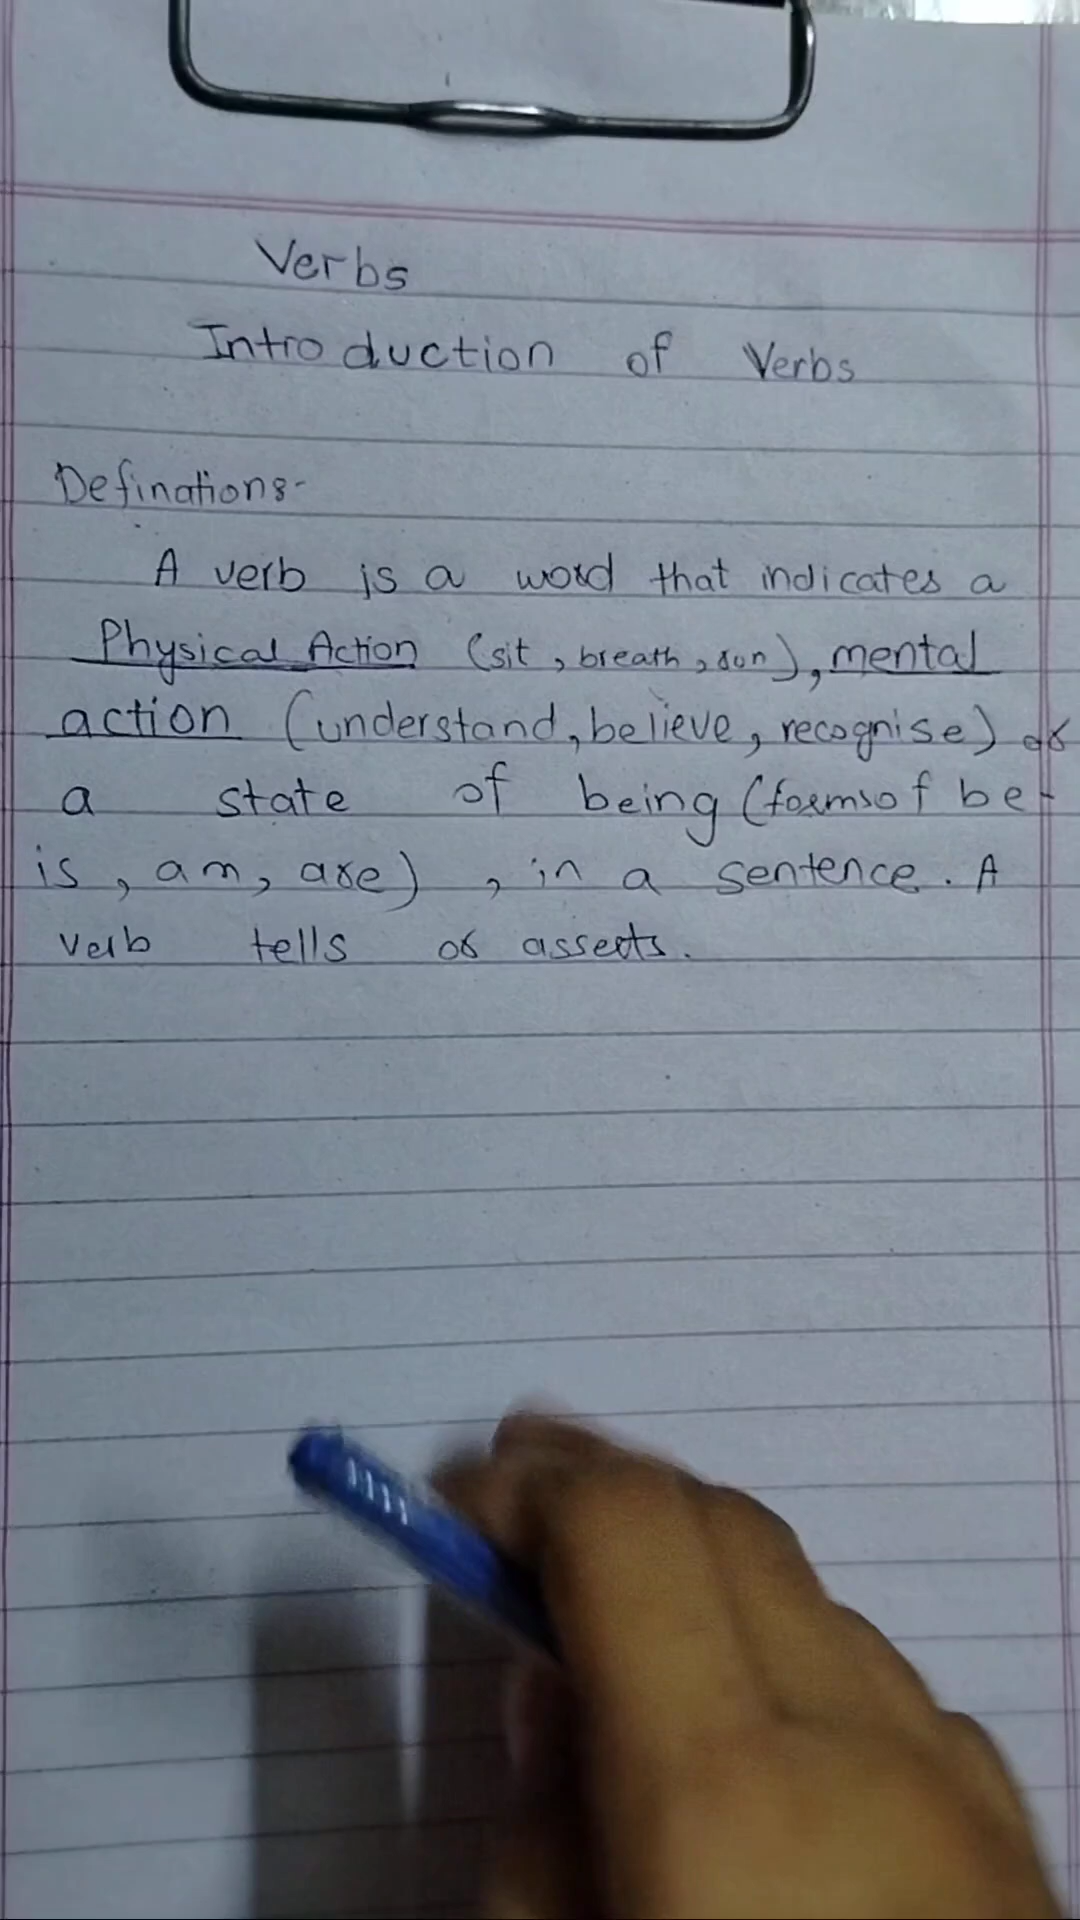 Verbs
Introduction of Verbs
Definations-
A verb is a word that indicates a
Physical Action (sit, breath, run), mental
action (understand, believe, recognise) or
a state of being (forms of be-
is, am, are) , in a sentence. A
verb tells or asserts.